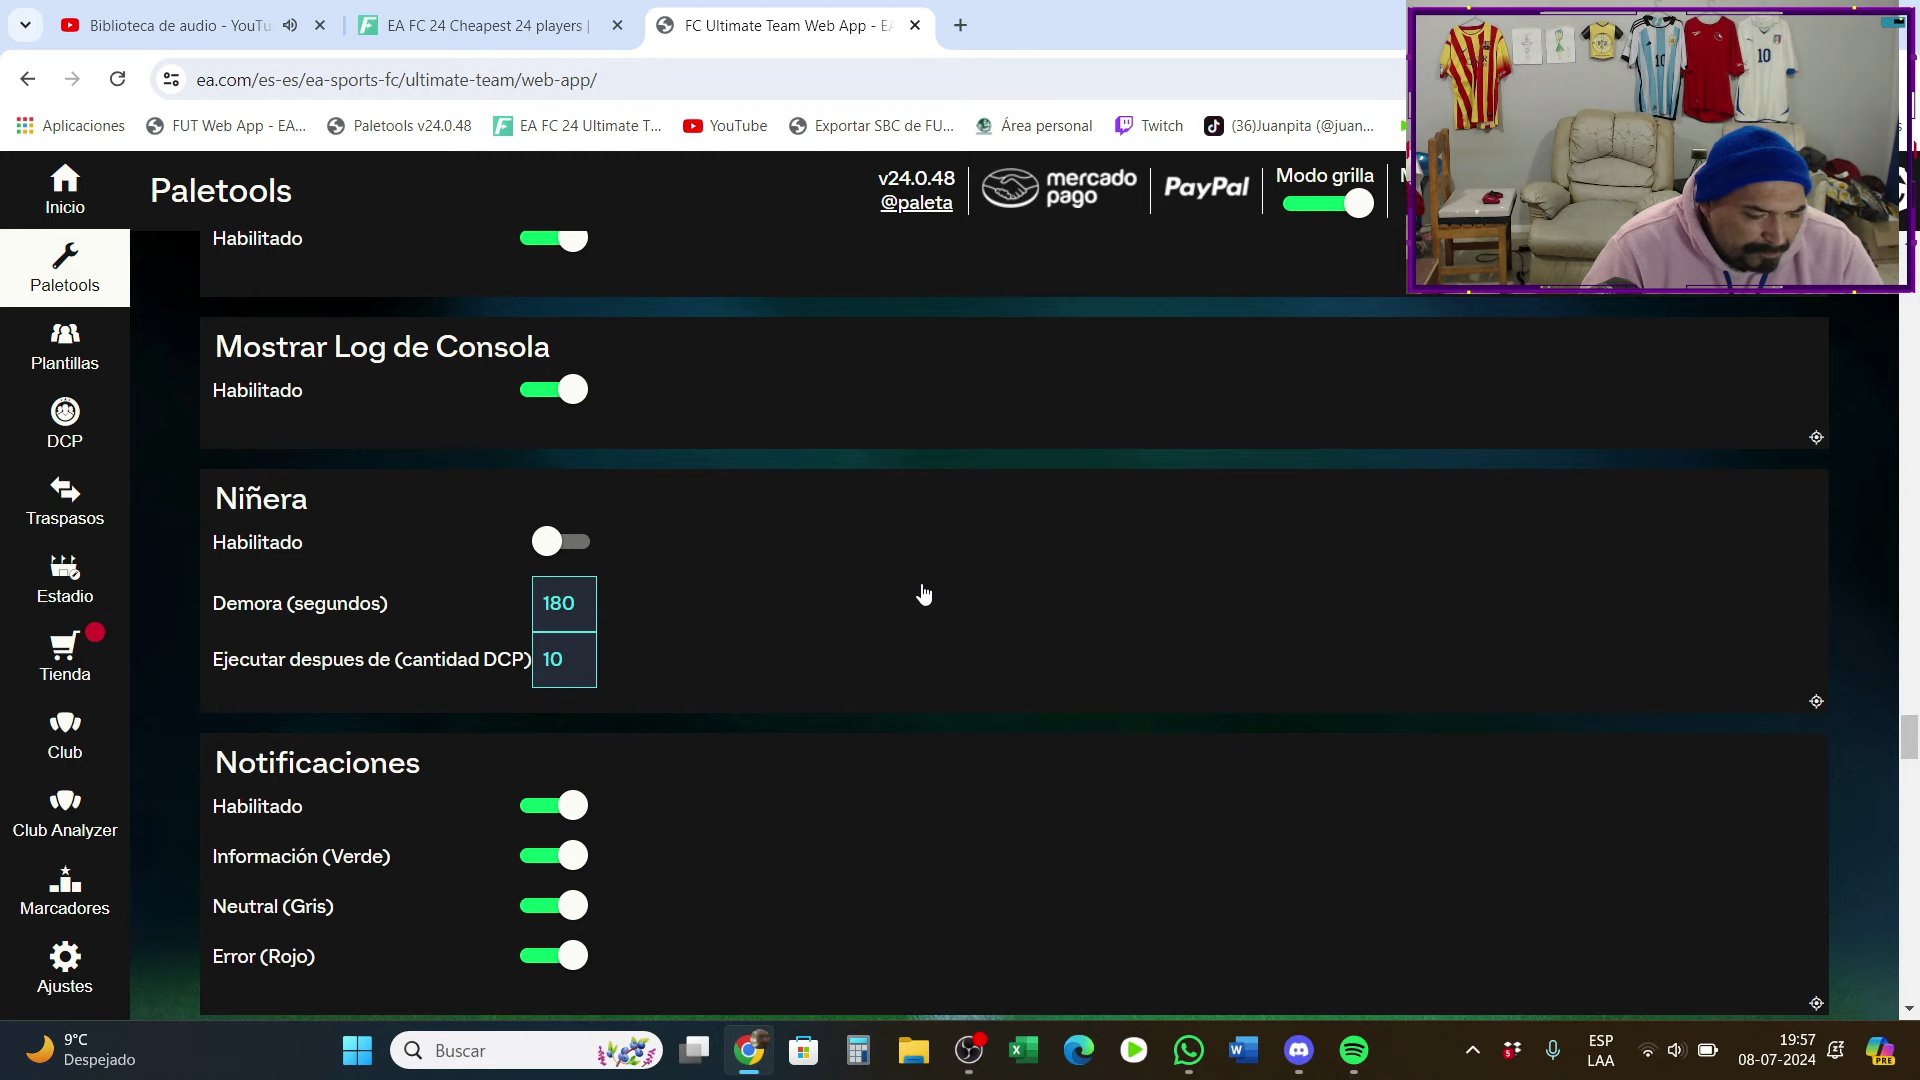 Biblioteca de audio - YouTu
EA FC 24 Cheapest 24 players |
FC Ultimate Team Web App - EA
ea.com/es-es/ea-sports-fc/ultimate-team/web-app/
Aplicaciones
FUT Web App - EA...
Paletools v24.0.48
EA FC 24 Ultimate T...
YouTube
Exportar SBC de FU...
Área personal
Twitch
(36)Juanpita (@juan...
10
10
Inicio
Paletools
v24.0.48
@paleta
mercado
pago
PayPal
Modo grilla
Paletools
Plantillas
DCP
Traspasos
Estadio
Tienda
Club
Club Analyzer
Marcadores
Ajustes
Habilitado
Mostrar Log de Consola
Habilitado
Niñera
Habilitado
Demora (segundos) 180
Ejecutar despues de (cantidad DCP) 10
Notificaciones
Habilitado
Información (Verde)
Neutral (Gris)
Error (Rojo)
9°C
Despejado
Buscar
5
ESP
LAA
19:57
08-07-2024
PRE